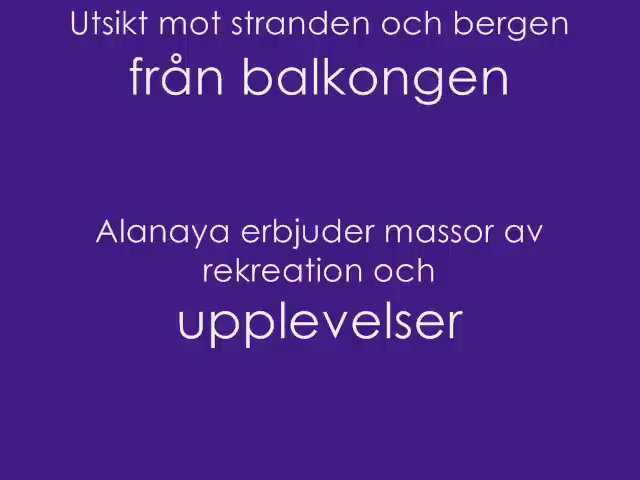 Utsikt mot stranden och bergen
från balkongen
Alanaya erbjuder massor av
rekreation och
upplevelser